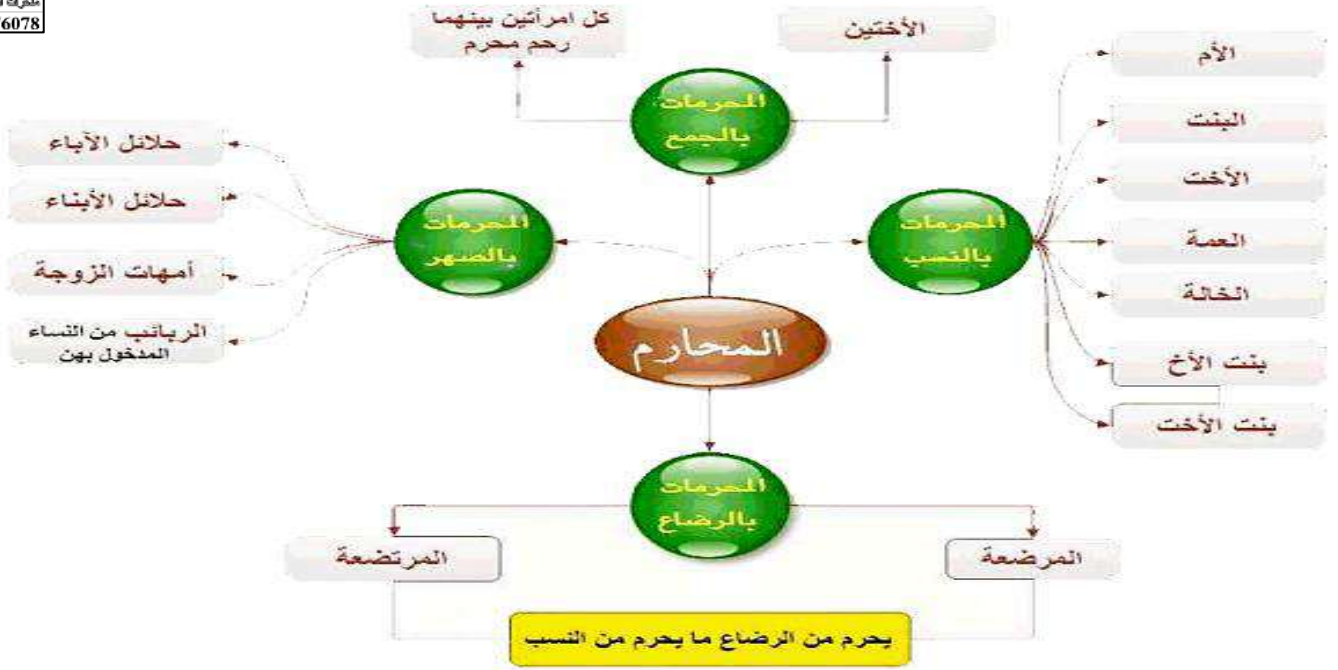 6078
كل امرأتين بينهما
رحم محرم
الأختين
المحرمات
بالجمع
الأم
البنت
الأخت
العمة
الخالة
بنت الأخ
بنت الأخت
المحرمات
بالنسب
حلائل الآباء
حلائل الأبناء
أمهات الزوجة
الربائب من النساء
المدخول بهن
المحرمات
بالصهر
المحارم
المحرمات
بالرضاع
المرضعة
المرتضعة
يحرم من الرضاع ما يحرم من النسب